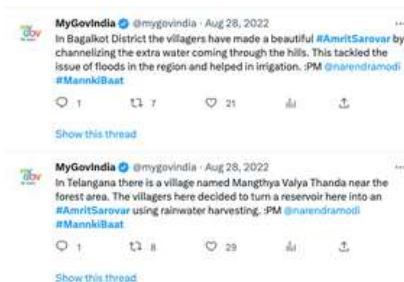 MyGovIndia @mygovindia · Aug 28, 2022
In Bagalkot District the villagers have made a beautiful #AmritSarovar by
channelizing the extra water coming through the hills. This tackled the
issue of floods in the region and helped in irrigation. :PM @narendramodi
#MannkiBaat
1 7 21
Show this thread
MyGovIndia @mygovindia · Aug 28, 2022
In Telangana there is a village named Mangthya Valya Thanda near the
forest area. The villagers here decided to turn a reservoir here into an
#AmritSarovar using rainwater harvesting. :PM @narendramodi
#MannkiBaat
1 8 29
Show this thread